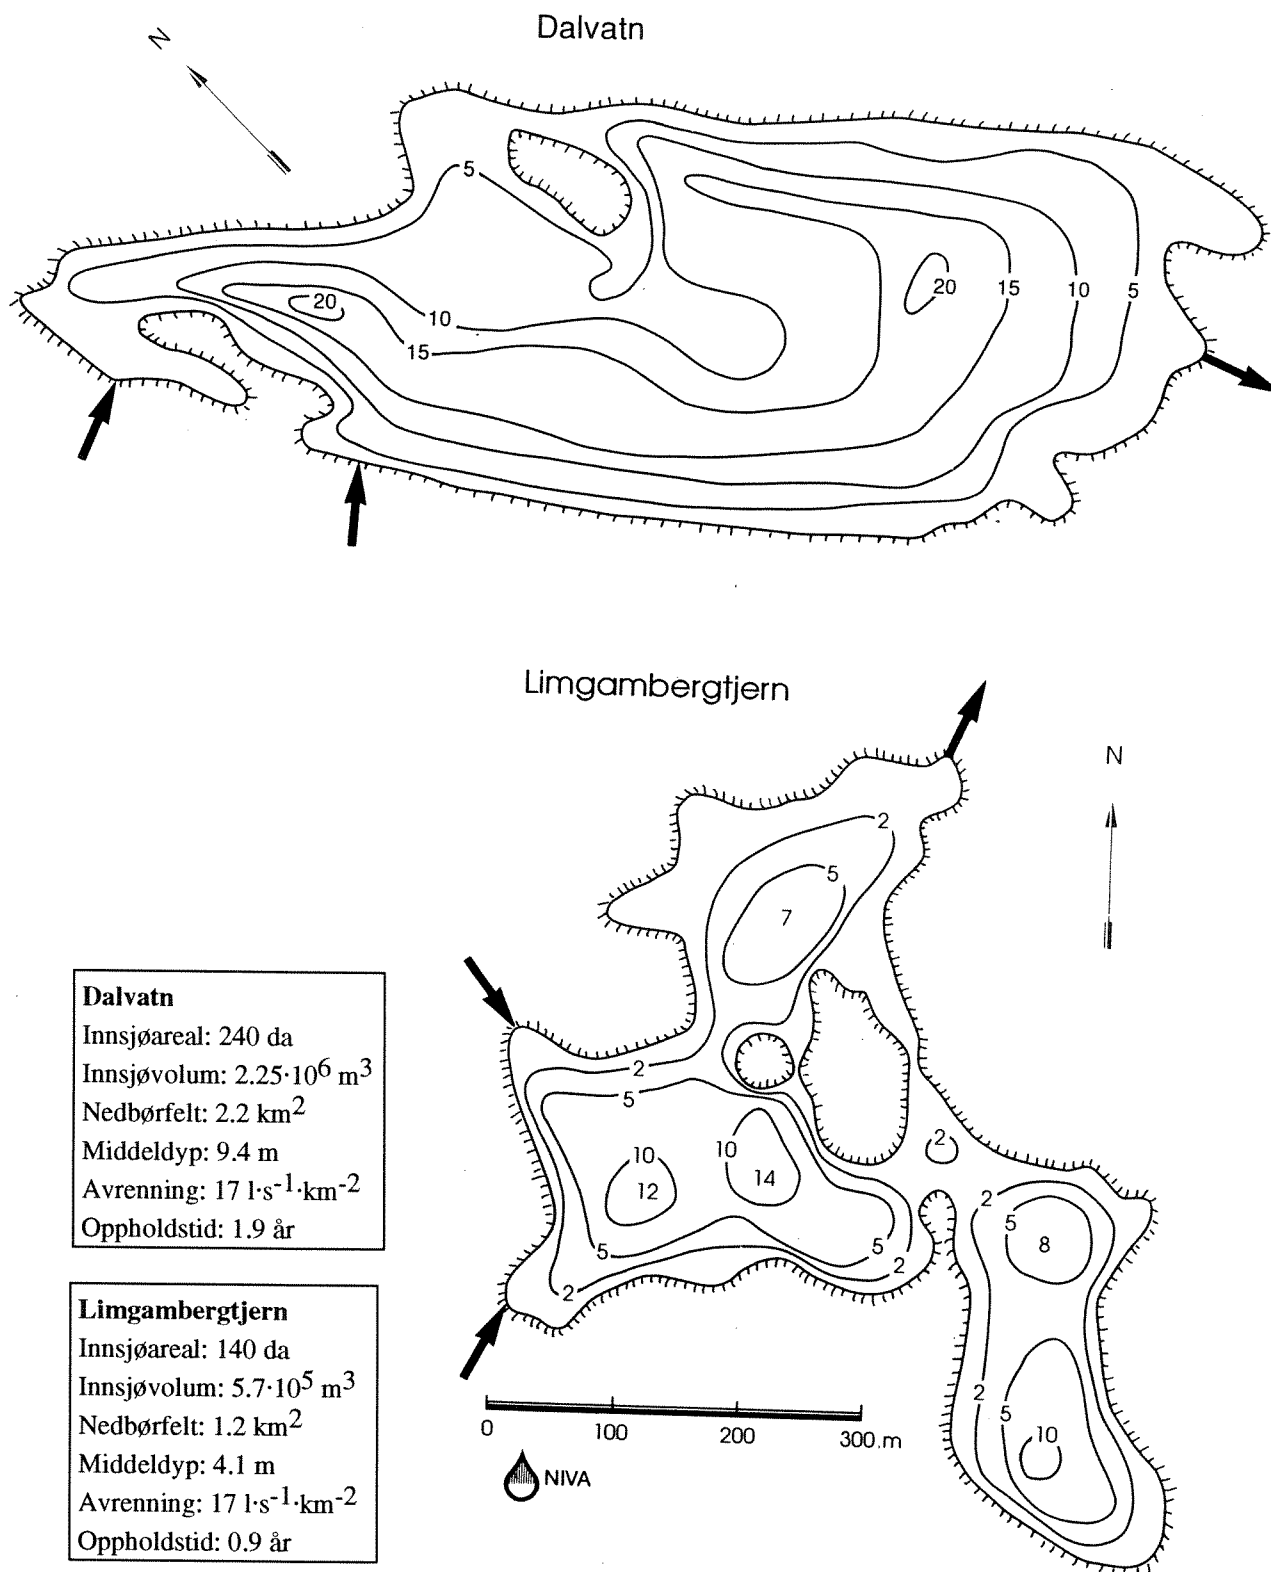 Dalvatn
N
5
20
10
15
20
15
10
5
Limgambergtjern
N
2
5
7
2
5
2
10
10
12
14
2
5
8
5
5
2
2
2
5
10
Dalvatn
Innsjøareal: 240 da
Innsjøvolum: 2.25·10⁶ m³
Nedbørfelt: 2.2 km²
Middeldyp: 9.4 m
Avrenning: 17 l·s⁻¹·km⁻²
Oppholdstid: 1.9 år
Limgambergtjern
Innsjøareal: 140 da
Innsjøvolum: 5.7·10⁵ m³
Nedbørfelt: 1.2 km²
Middeldyp: 4.1 m
Avrenning: 17 l·s⁻¹·km⁻²
Oppholdstid: 0.9 år
0 100 200 300.m
NIVA